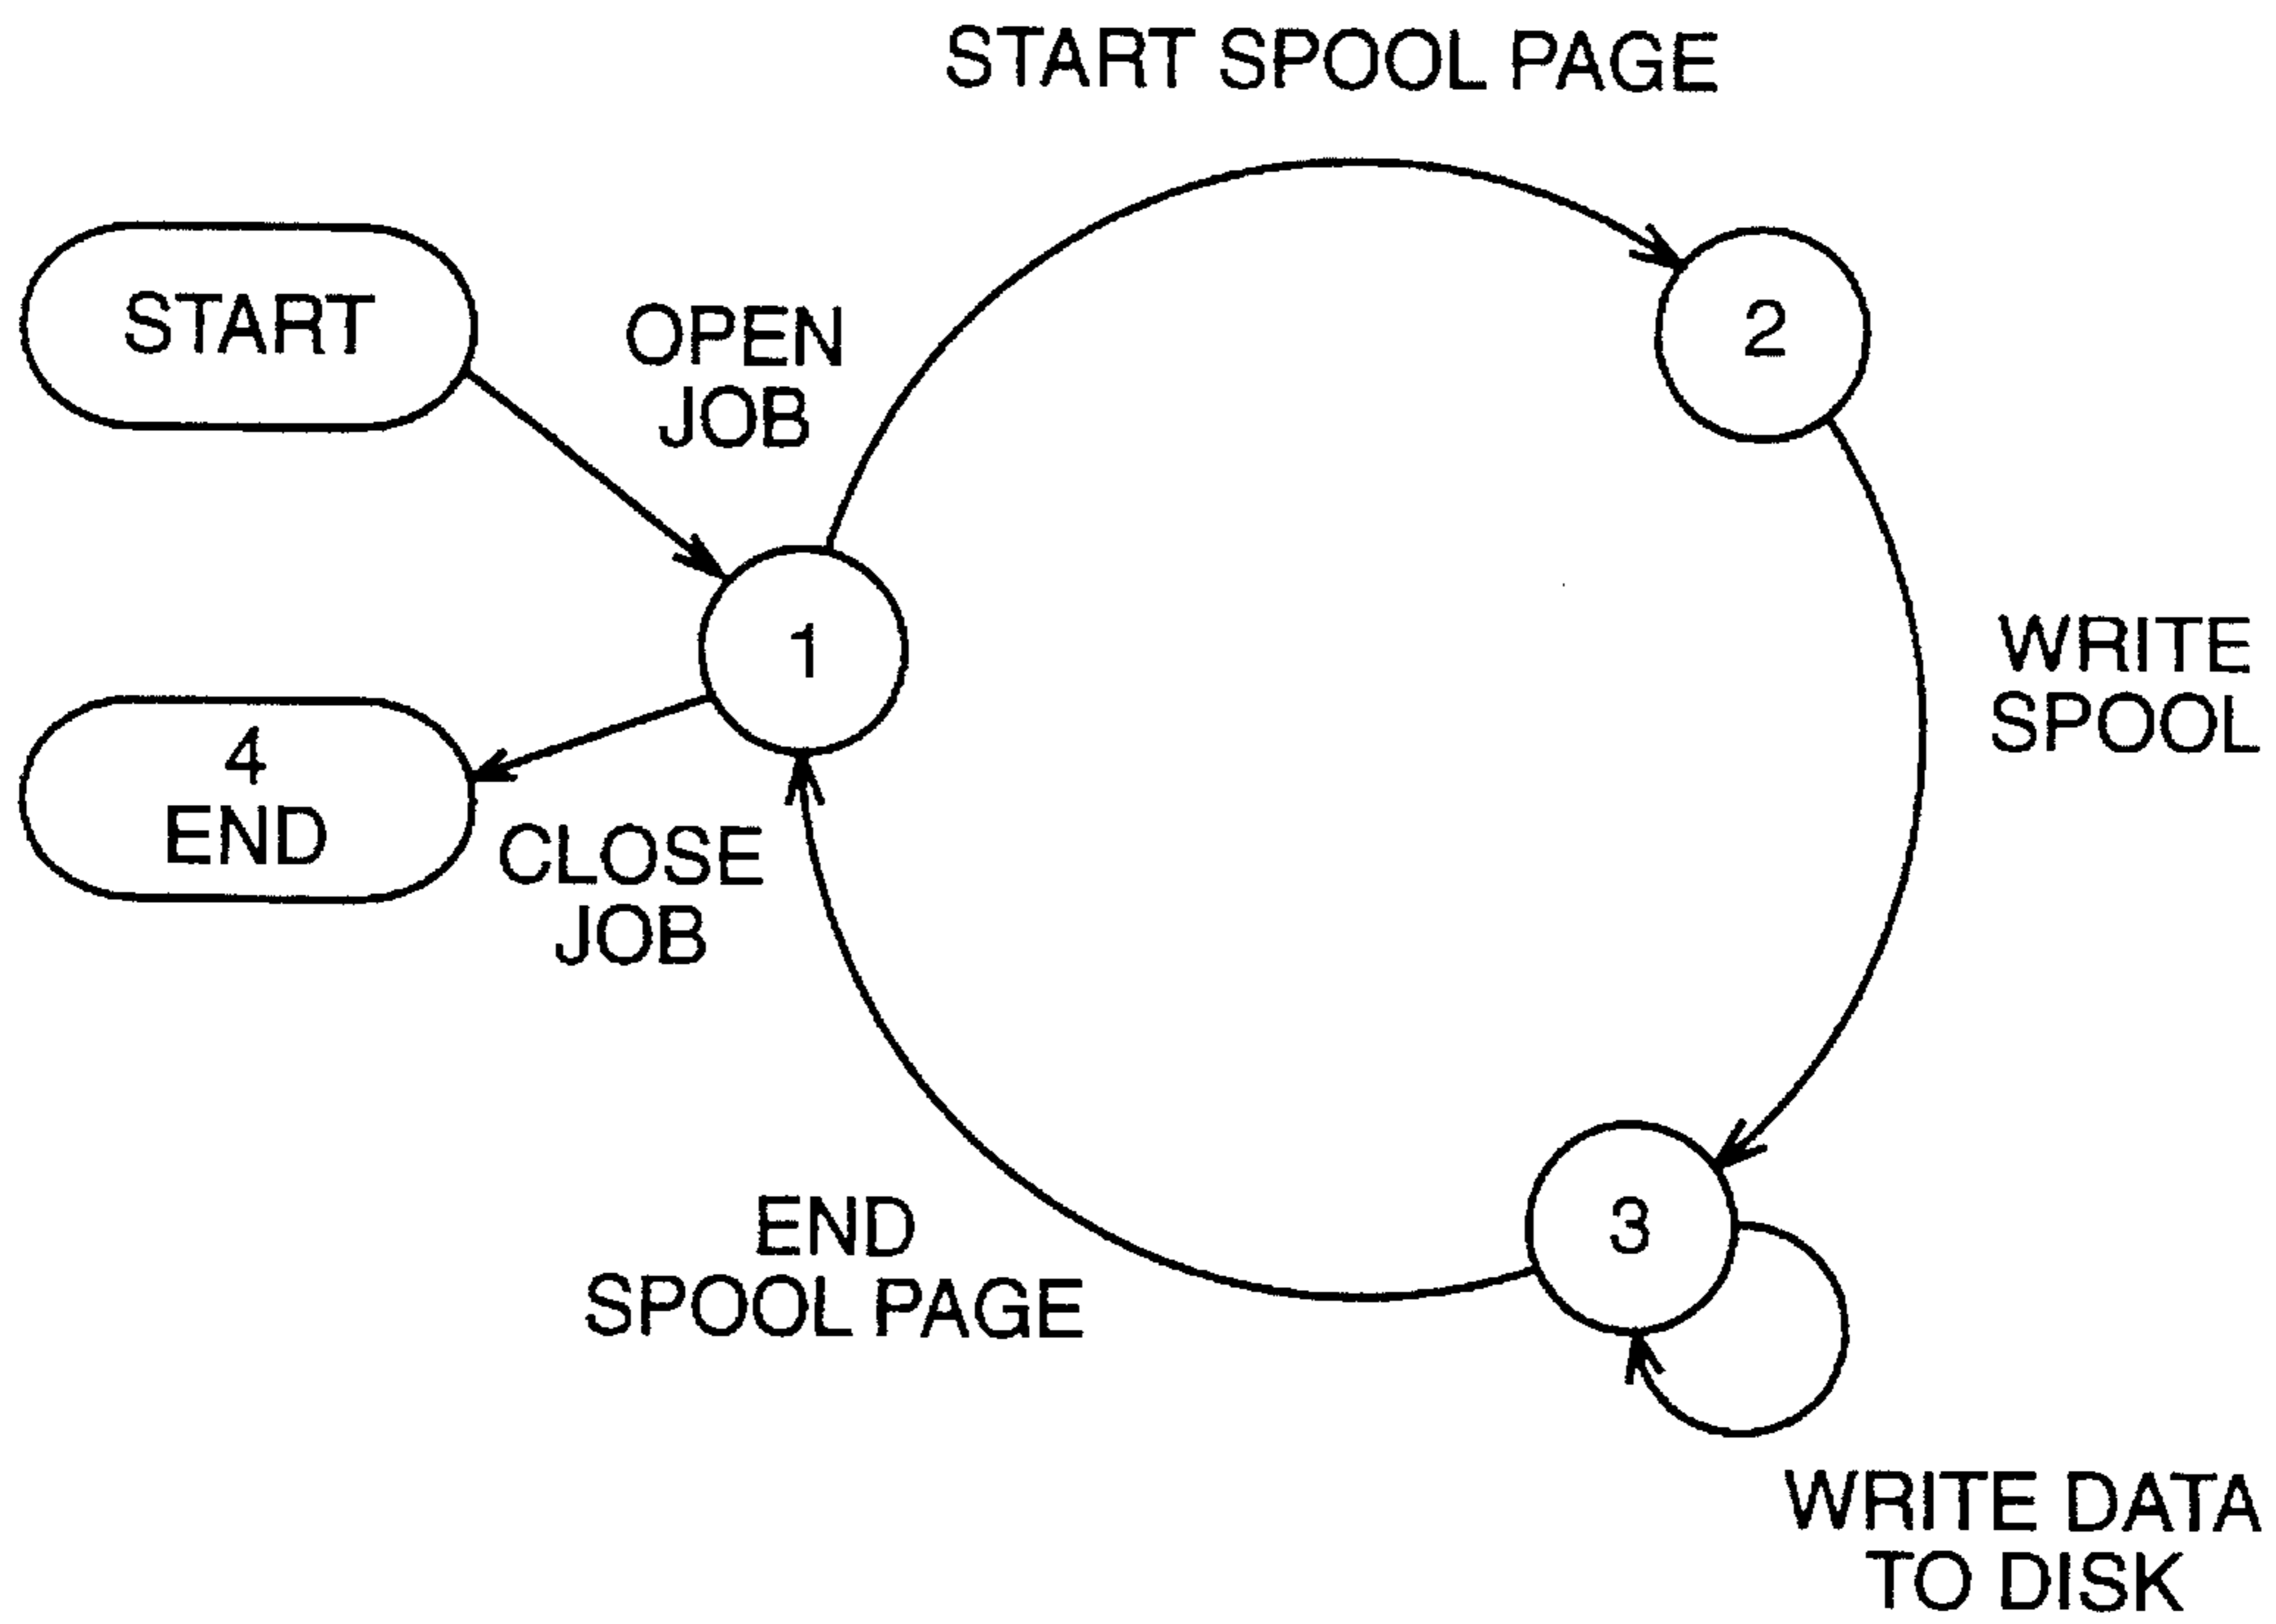 START SPOOL PAGE
START
OPEN
JOB
2
1
WRITE
SPOOL
4
END
CLOSE
JOB
END
SPOOL PAGE
3
WRITE DATA
TO DISK